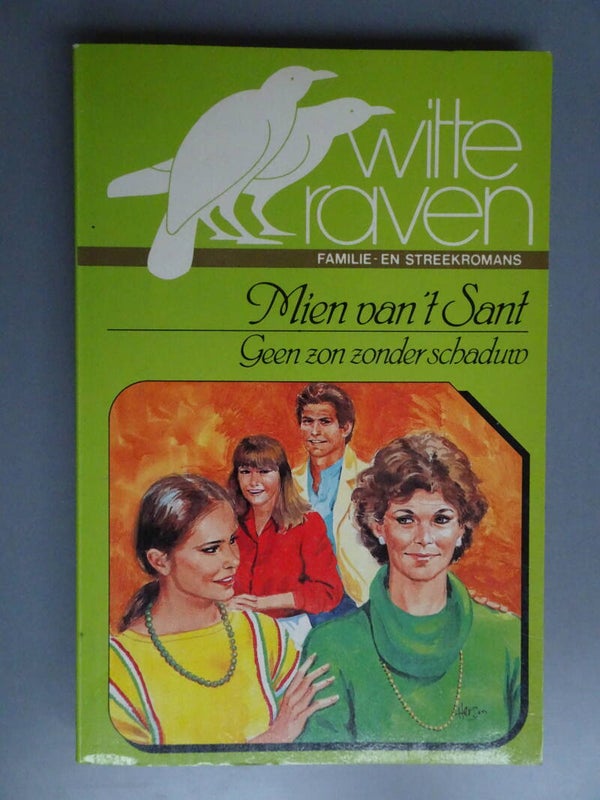 witte
raven
FAMILIE- EN STREEKROMANS
Mien van 't Sant
Geen zon zonder schaduw